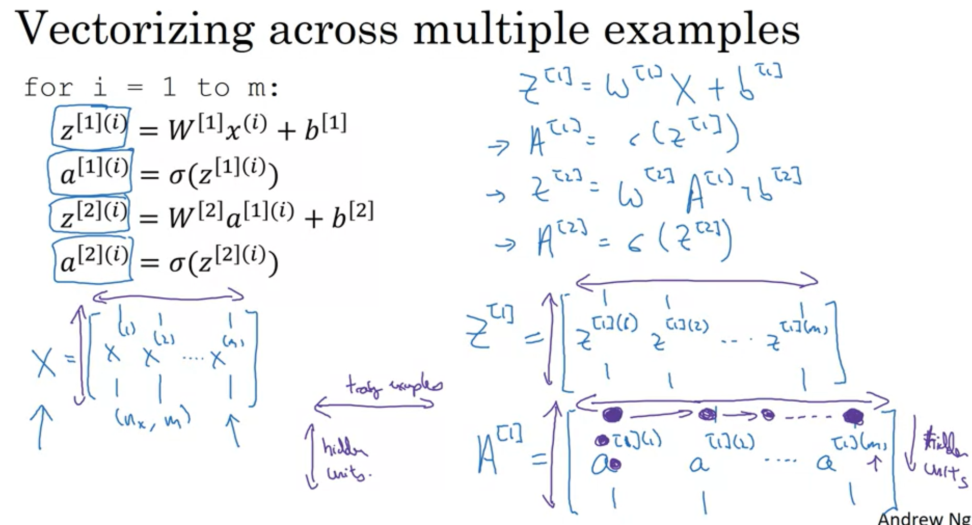 Vectorizing across multiple examples
for i = 1 to m:
z[1](i) = W[1]x(i) + b[1]
a[1](i) = σ(z[1](i))
z[2](i) = W[2]a[1](i) + b[2]
a[2](i) = σ(z[2](i))
Z[1] = W[1] X + b[1]
→ A[1] = σ(Z[1])
→ Z[2] = W[2] A[1] + b[2]
→ A[2] = σ(Z[2])
X = [ x(1) x(2) .... x(m) ]
(nx, m)
training examples
hidden units.
Z[1] = [ z[1](1) z[1](2) ... z[1](m) ]
A[1] = [ a[1](1) a[1](2) .... a[1](m) ]
hidden units
Andrew Ng